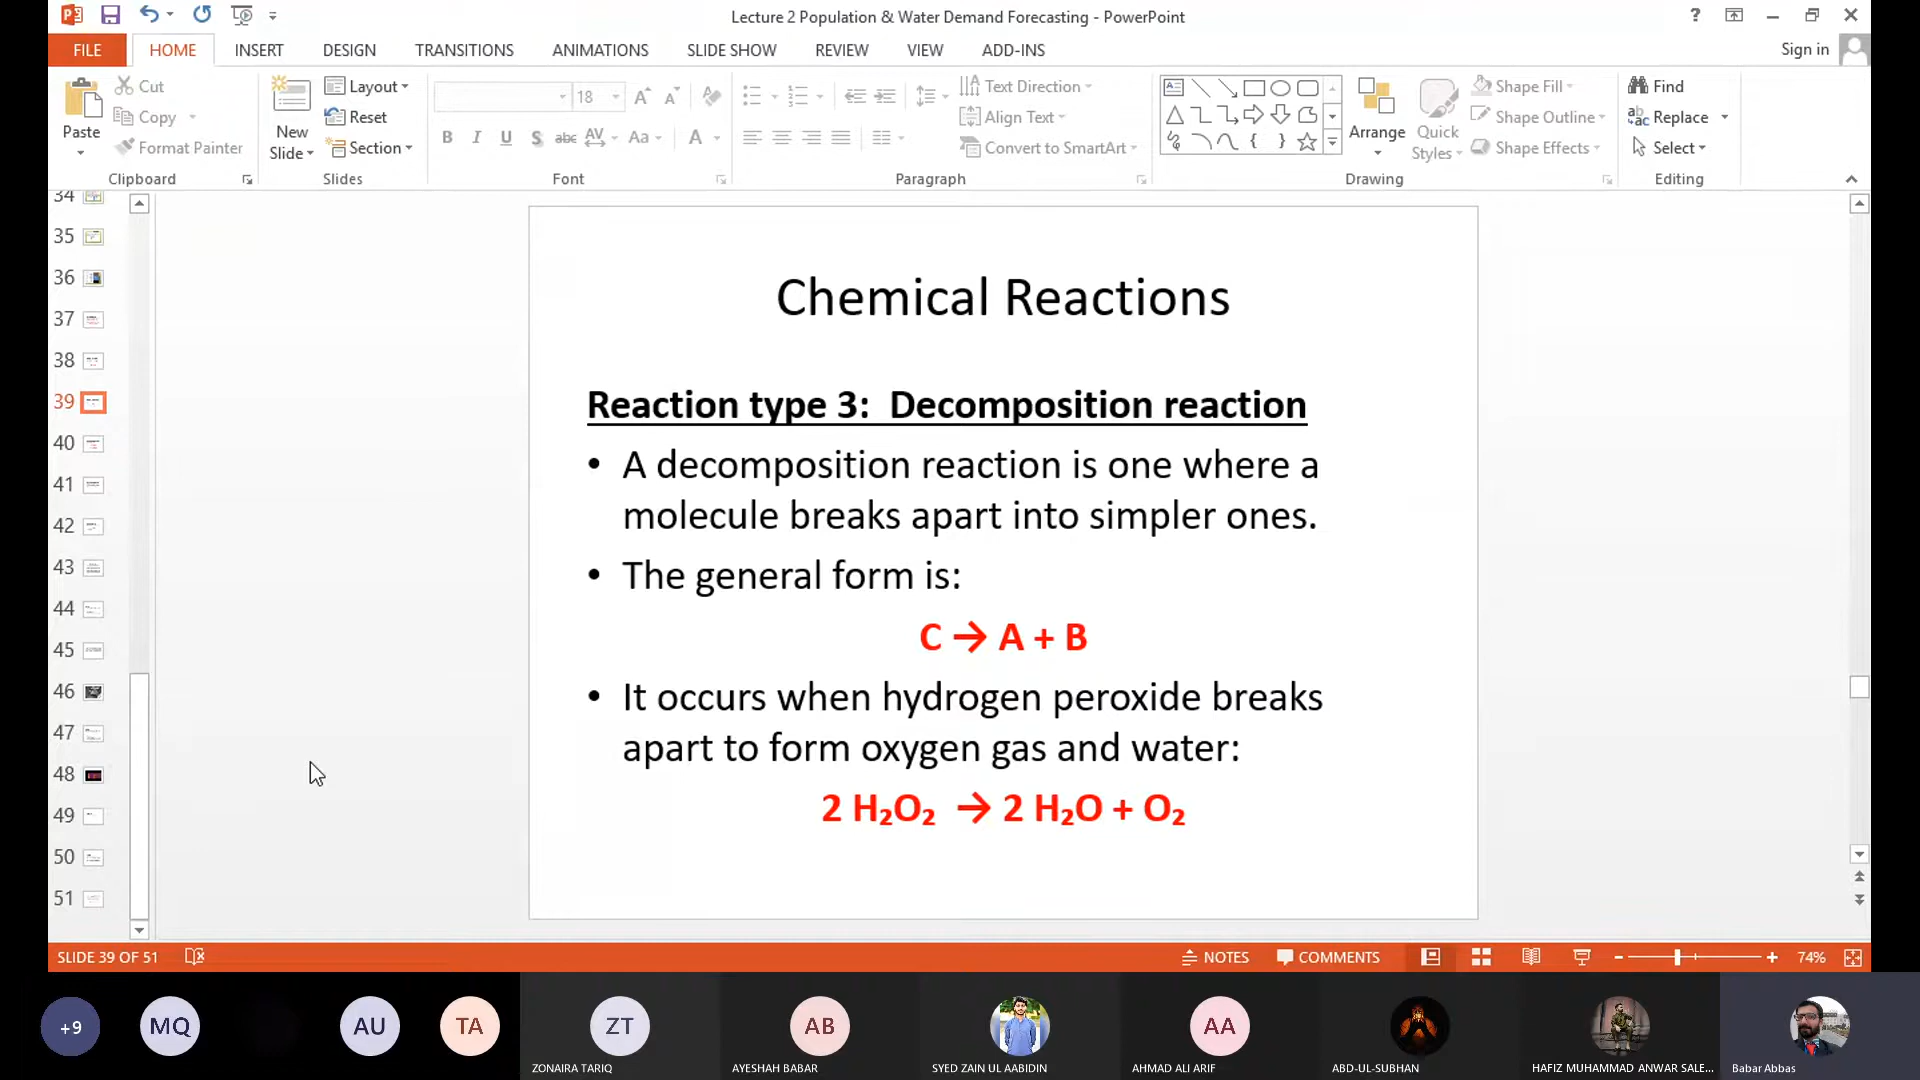 Lecture 2 Population & Water Demand Forecasting - PowerPoint
?
FILE HOME INSERT DESIGN TRANSITIONS ANIMATIONS SLIDE SHOW REVIEW VIEW ADD-INS Sign in
Paste Cut
Copy
Format Painter
Clipboard
New Slide Layout
Reset
Section
Slides
18
B I U S abc AV Aa A
Font
Text Direction
Align Text
Convert to SmartArt
Paragraph
Arrange Quick Styles
Shape Fill
Shape Outline
Shape Effects
Drawing
Find
Replace
Select
Editing
34
35
36
37
38
39
40
41
42
43
44
45
46
47
48
49
50
51
Chemical Reactions
Reaction type 3: Decomposition reaction
• A decomposition reaction is one where a
molecule breaks apart into simpler ones.
• The general form is:
C → A + B
• It occurs when hydrogen peroxide breaks
apart to form oxygen gas and water:
2 H₂O₂ → 2 H₂O + O₂
SLIDE 39 OF 51 NOTES COMMENTS 74%
+9 MQ AU TA ZT AB AA
ZONAIRA TARIQ AYESHAH BABAR SYED ZAIN UL AABIDIN AHMAD ALI ARIF ABD-UL-SUBHAN HAFIZ MUHAMMAD ANWAR SALE... Babar Abbas